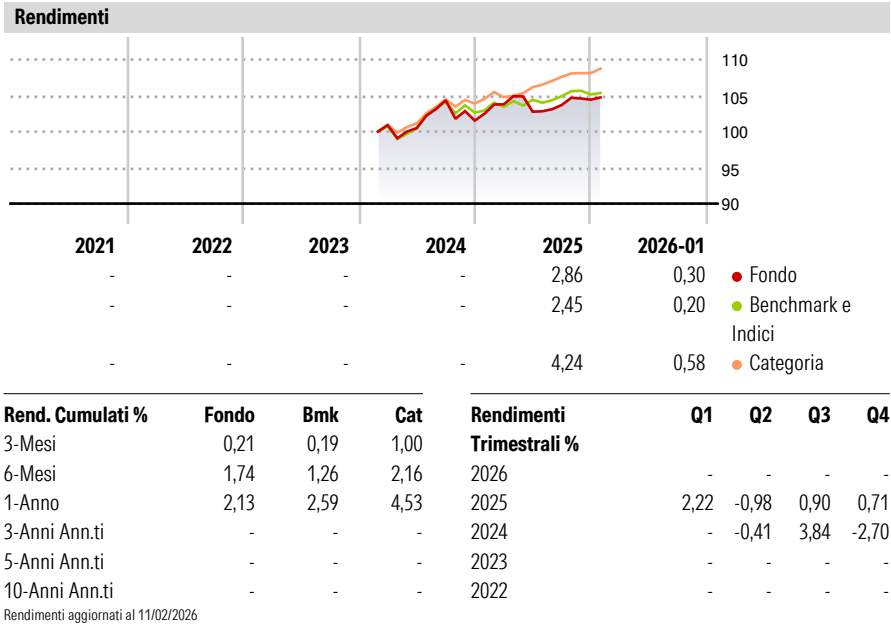 Rendimenti
110
105
100
95
90
2021 2022 2023 2024 2025 2026-01
- - - - 2,86 0,30 Fondo
- - - - 2,45 0,20 Benchmark e
Indici
- - - - 4,24 0,58 Categoria
Rend. Cumulati % Fondo Bmk Cat
3-Mesi 0,21 0,19 1,00
6-Mesi 1,74 1,26 2,16
1-Anno 2,13 2,59 4,53
3-Anni Ann.ti - - -
5-Anni Ann.ti - - -
10-Anni Ann.ti - - -
Rendimenti aggiornati al 11/02/2026
Rendimenti Q1 Q2 Q3 Q4
Trimestrali %
2026 - - - -
2025 2,22 -0,98 0,90 0,71
2024 - -0,41 3,84 -2,70
2023 - - - -
2022 - - - -